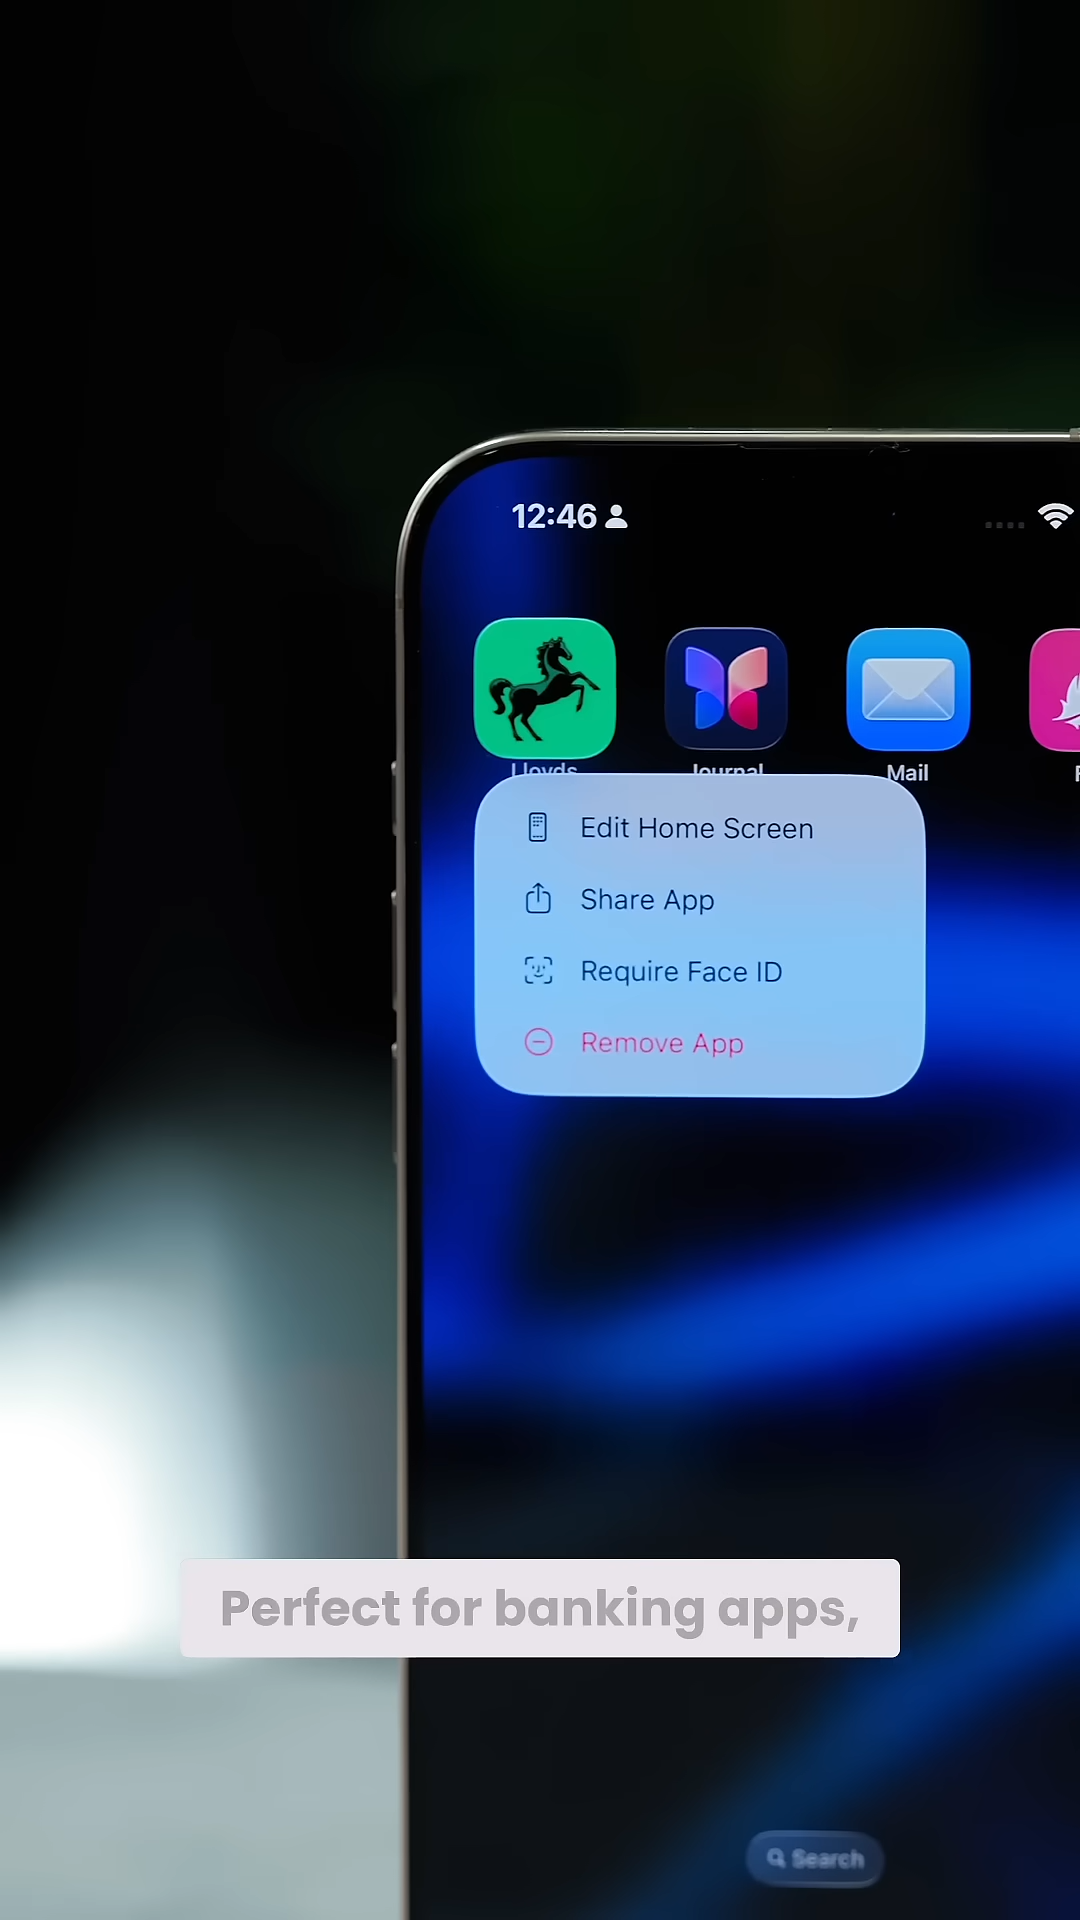 12:46
Lloyds
Journal
Mail
Edit Home Screen
Share App
Require Face ID
Remove App
Perfect for banking apps,
Search